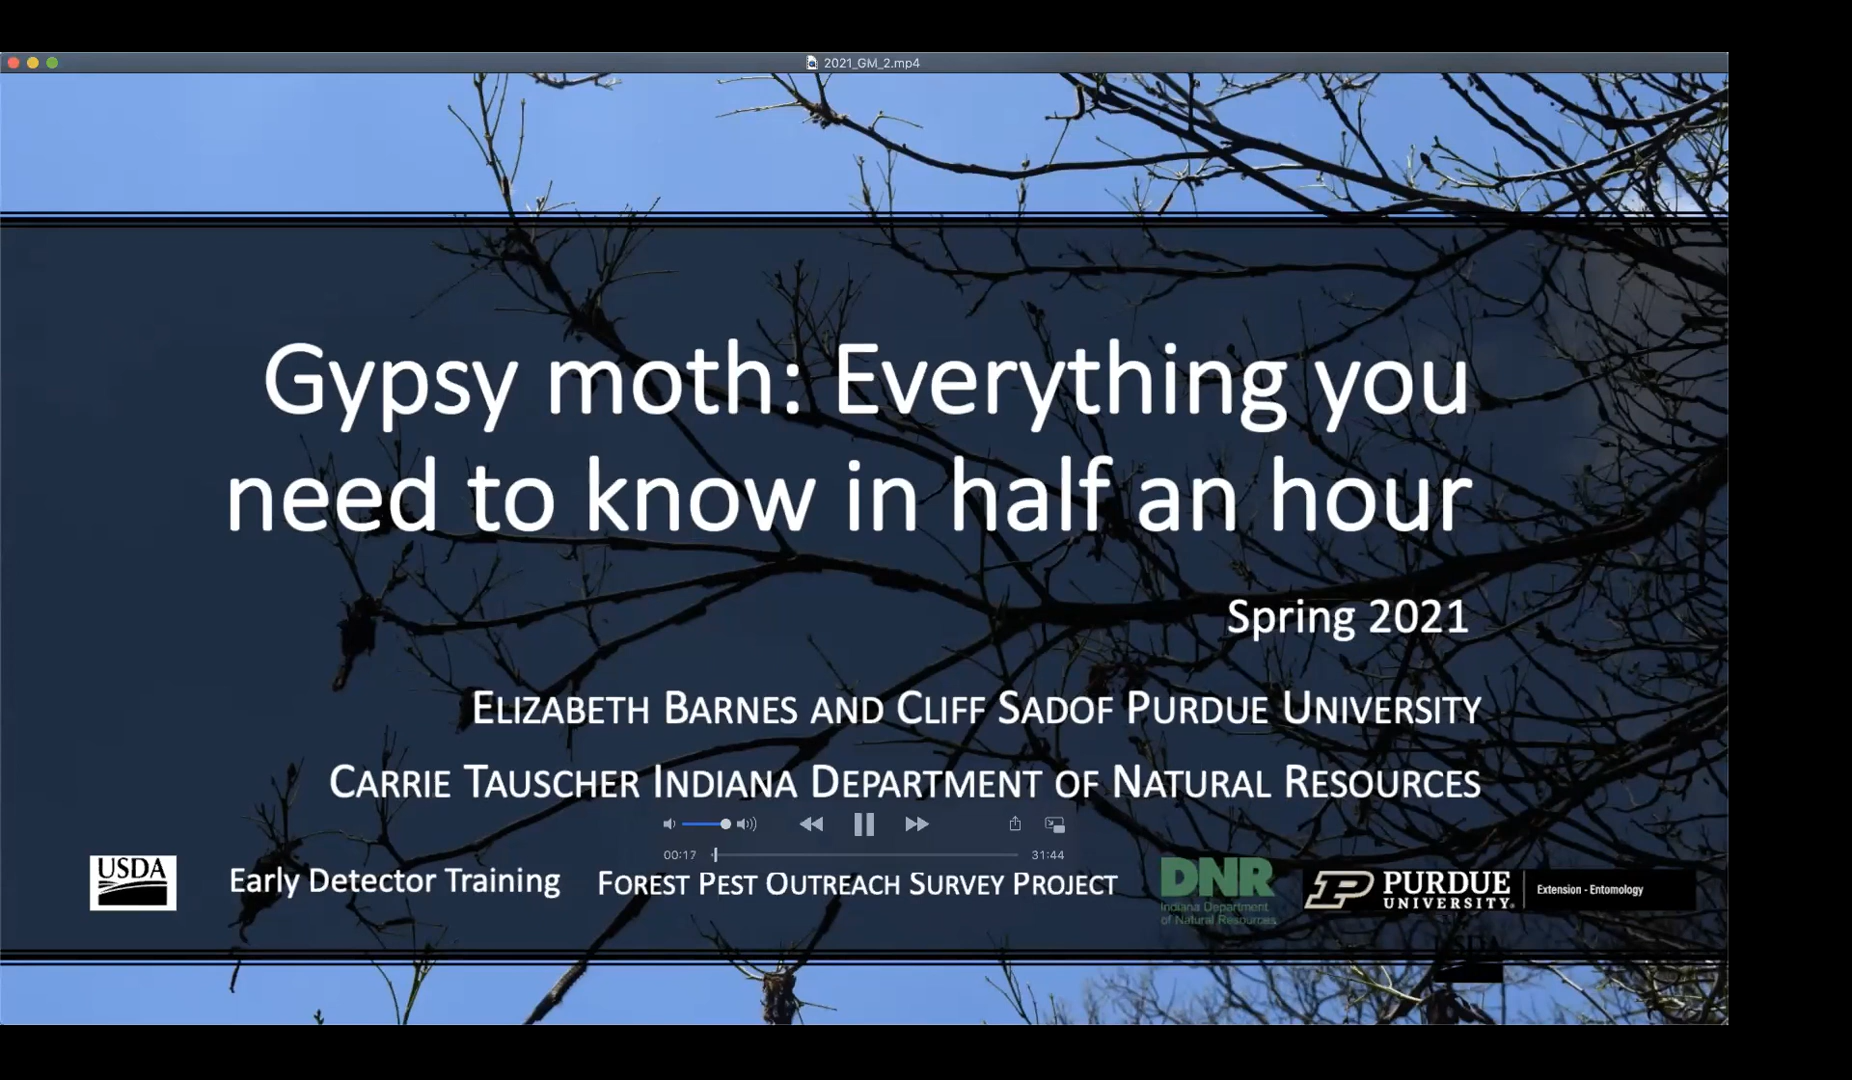 2021_GM_2.mp4
Gypsy moth: Everything you
need to know in half an hour
Spring 2021
ELIZABETH BARNES AND CLIFF SADOF PURDUE UNIVERSITY
CARRIE TAUSCHER INDIANA DEPARTMENT OF NATURAL RESOURCES
00:17
31:44
USDA
Early Detector Training
FOREST PEST OUTREACH SURVEY PROJECT
DNR
Indiana Department
of Natural Resources
P PURDUE
UNIVERSITY®
Extension - Entomology